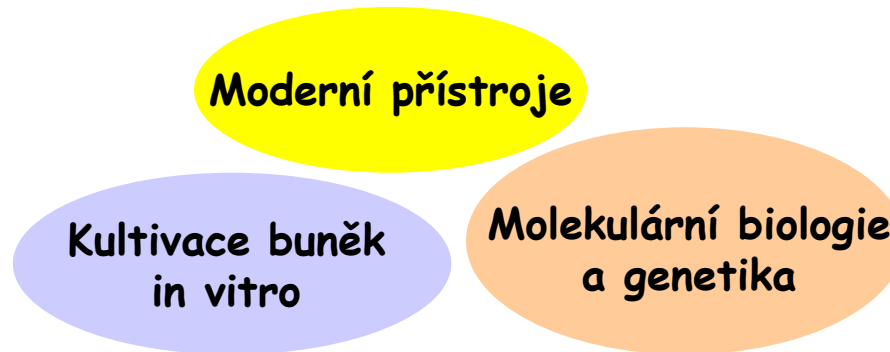 Moderní přístroje
Kultivace buněk
in vitro
Molekulární biologie
a genetika